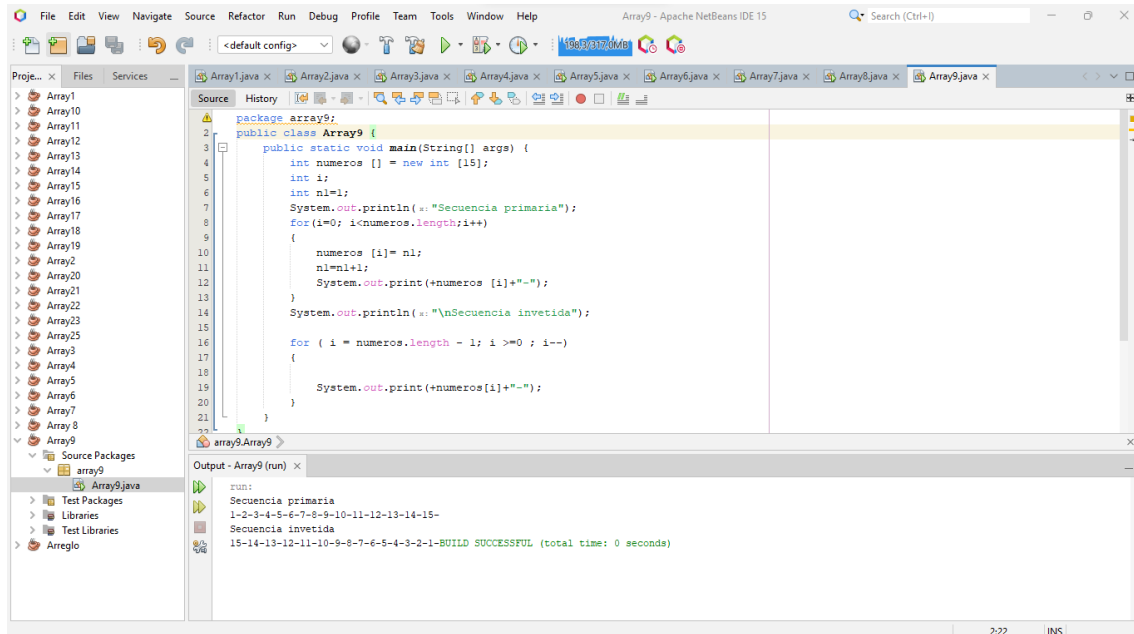 File Edit View Navigate Source Refactor Run Debug Profile Team Tools Window Help Array9 - Apache NetBeans IDE 15 Search (Ctrl+I)
<default config> 198,3/317,0MB
Proje... × Files Services
Array1.java × Array2.java × Array3.java × Array4.java × Array5.java × Array6.java × Array7.java × Array8.java × Array9.java ×
Array1
Array10
Array11
Array12
Array13
Array14
Array15
Array16
Array17
Array18
Array19
Array2
Array20
Array21
Array22
Array23
Array25
Array3
Array4
Array5
Array6
Array7
Array 8
Array9
Source Packages
array9
Array9.java
Test Packages
Libraries
Test Libraries
Arreglo
Source History
package array9;
2 public class Array9 {
3 public static void main(String[] args) {
4 int numeros [] = new int [15];
5 int i;
6 int n1=1;
7 System.out.println( x: "Secuencia primaria");
8 for(i=0; i<numeros.length;i++)
9 {
10 numeros [i]= n1;
11 n1=n1+1;
12 System.out.print(+numeros [i]+"-");
13 }
14 System.out.println( x: "\nSecuencia invetida");
15
16 for ( i = numeros.length - 1; i >=0 ; i--)
17 {
18
19 System.out.print(+numeros[i]+"-");
20 }
21 }
22 }
array9.Array9
Output - Array9 (run) ×
run:
Secuencia primaria
1-2-3-4-5-6-7-8-9-10-11-12-13-14-15-
Secuencia invetida
15-14-13-12-11-10-9-8-7-6-5-4-3-2-1-BUILD SUCCESSFUL (total time: 0 seconds)
2:22 INS